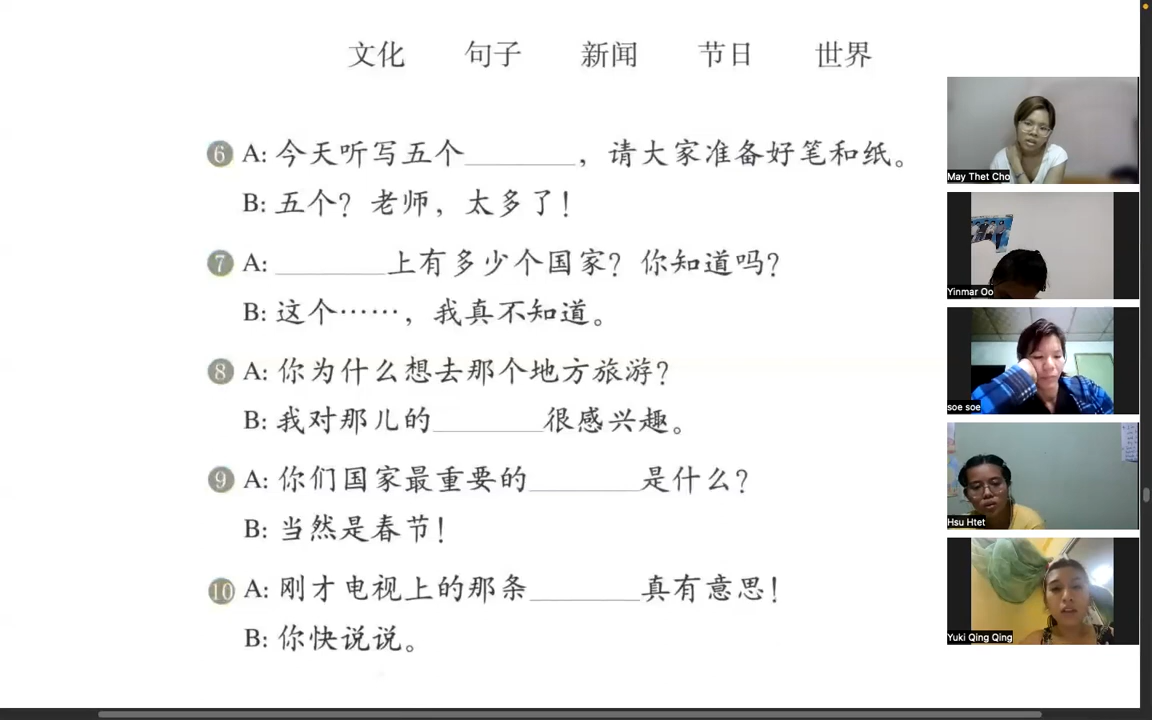 文化 句子 新闻 节日 世界
6 A: 今天听写五个________，请大家准备好笔和纸。
B: 五个？老师，太多了！
7 A: ________上有多少个国家？你知道吗？
B: 这个……，我真不知道。
8 A: 你为什么想去那个地方旅游？
B: 我对那儿的________很感兴趣。
9 A: 你们国家最重要的________是什么？
B: 当然是春节！
10 A: 刚才电视上的那条________真有意思！
B: 你快说说。
May Thet Cho
Yinmar Oo
soe soe
Hsu Htet
Yuki Qing Qing